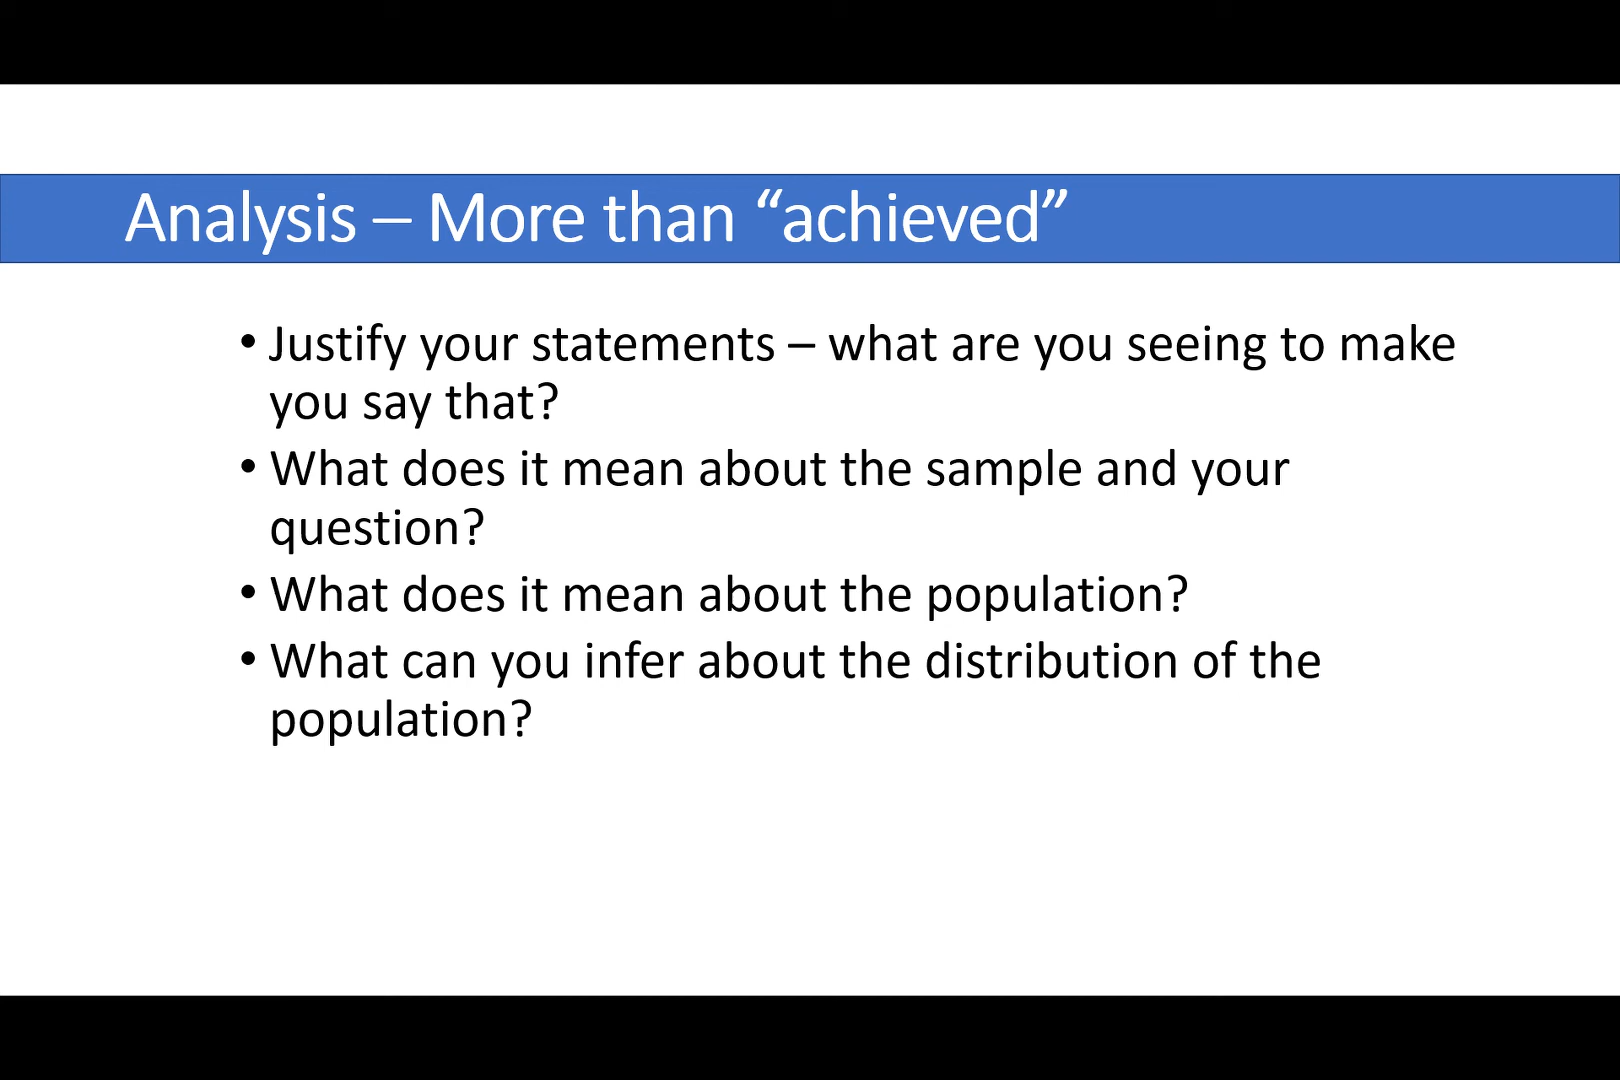 Analysis – More than “achieved”
• Justify your statements – what are you seeing to make
you say that?
• What does it mean about the sample and your
question?
• What does it mean about the population?
• What can you infer about the distribution of the
population?